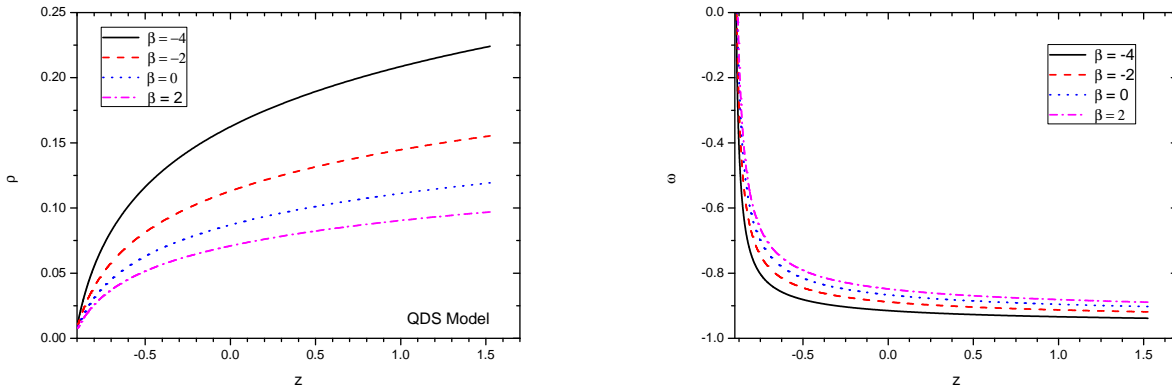 0.25
0.20
0.15
0.10
0.05
0.00
ρ
β = −4
β = −2
β = 0
β = 2
QDS Model
-0.5 0.0 0.5 1.0 1.5
z
0.0
-0.2
-0.4
-0.6
-0.8
-1.0
ω
β = -4
β = -2
β = 0
β = 2
-0.5 0.0 0.5 1.0 1.5
z